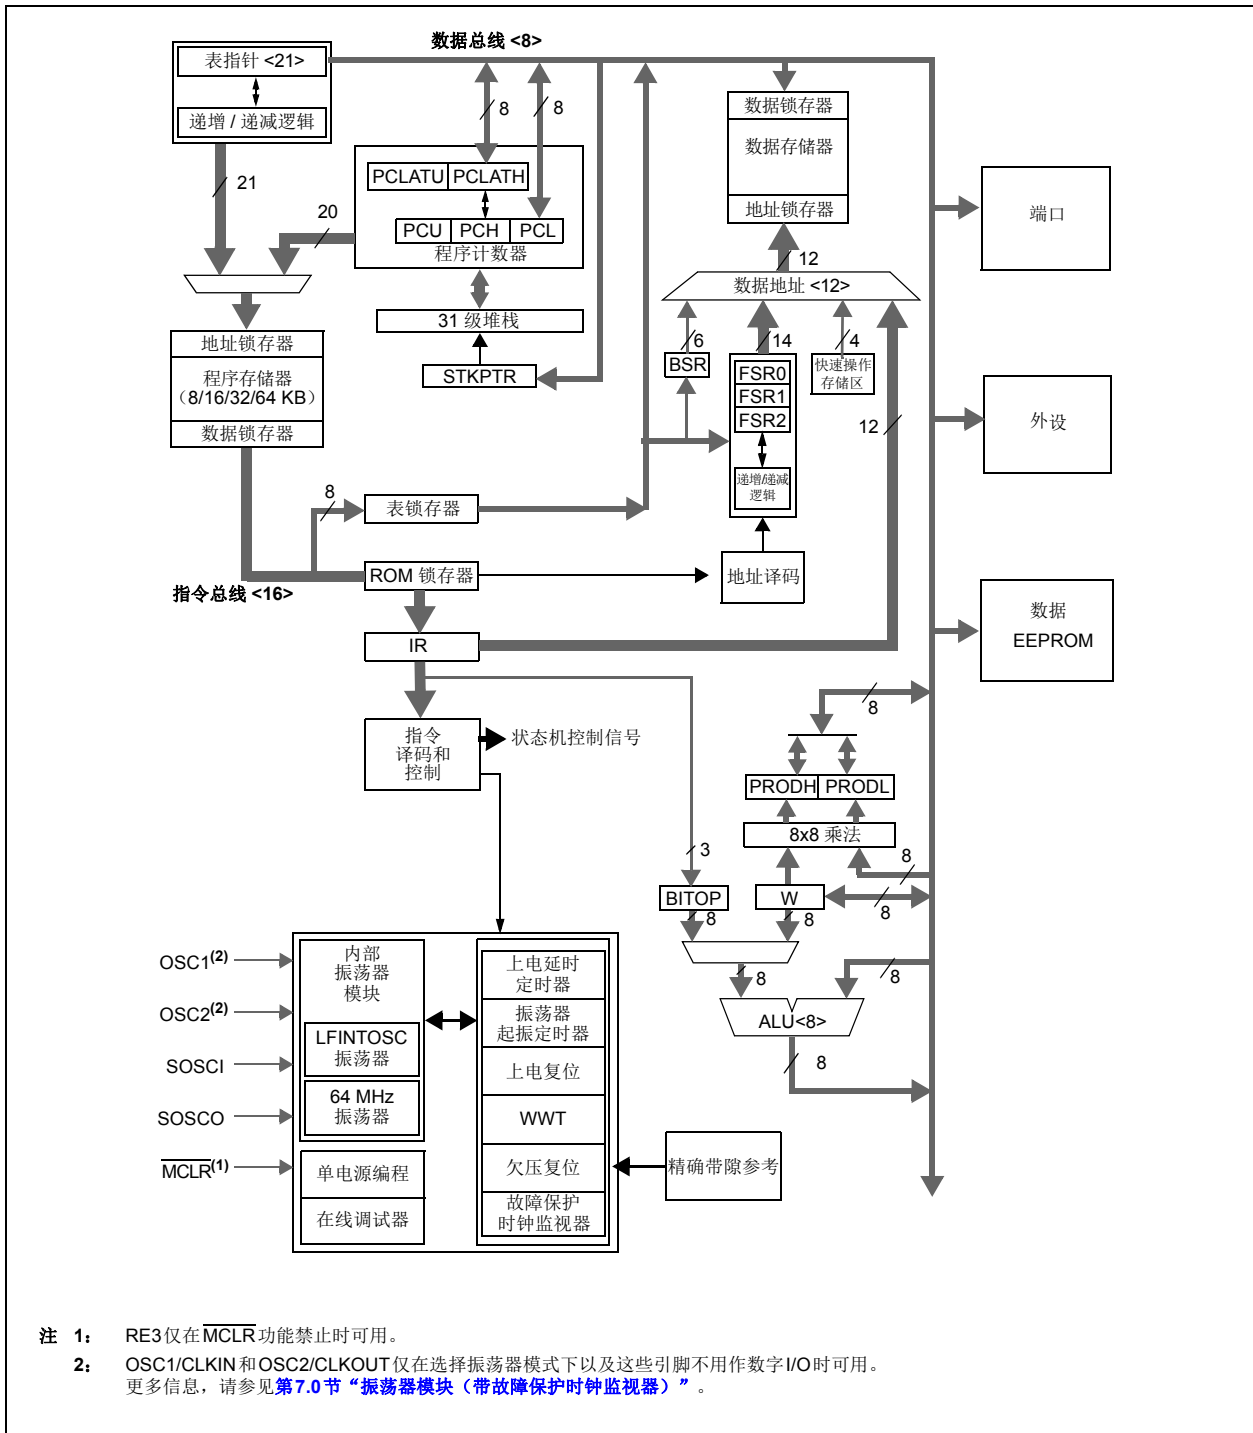 数据总线 <8>
表指针 <21>
递增 / 递减逻辑
21
20
8
8
PCLATU PCLATH
PCU PCH PCL
程序计数器
31 级堆栈
STKPTR
地址锁存器
程序存储器
（8/16/32/64 KB）
数据锁存器
数据锁存器
数据存储器
地址锁存器
12
数据地址 <12>
6
14
4
BSR
FSR0
FSR1
FSR2
递增/递减
逻辑
快速操作
存储区
12
端口
外设
数据
EEPROM
8
表锁存器
ROM 锁存器
地址译码
指令总线 <16>
IR
指令
译码和
控制
状态机控制信号
8
PRODH PRODL
8x8 乘法
3
8
BITOP
W
8
8
8
8
8
ALU<8>
8
OSC1(2)
OSC2(2)
SOSCI
SOSCO
MCLR(1)
内部
振荡器
模块
LFINTOSC
振荡器
64 MHz
振荡器
单电源编程
在线调试器
上电延时
定时器
振荡器
起振定时器
上电复位
WWT
欠压复位
故障保护
时钟监视器
精确带隙参考
注 1： RE3仅在MCLR功能禁止时可用。
2： OSC1/CLKIN和OSC2/CLKOUT仅在选择振荡器模式下以及这些引脚不用作数字I/O时可用。
更多信息，请参见第7.0节“振荡器模块（带故障保护时钟监视器）”。